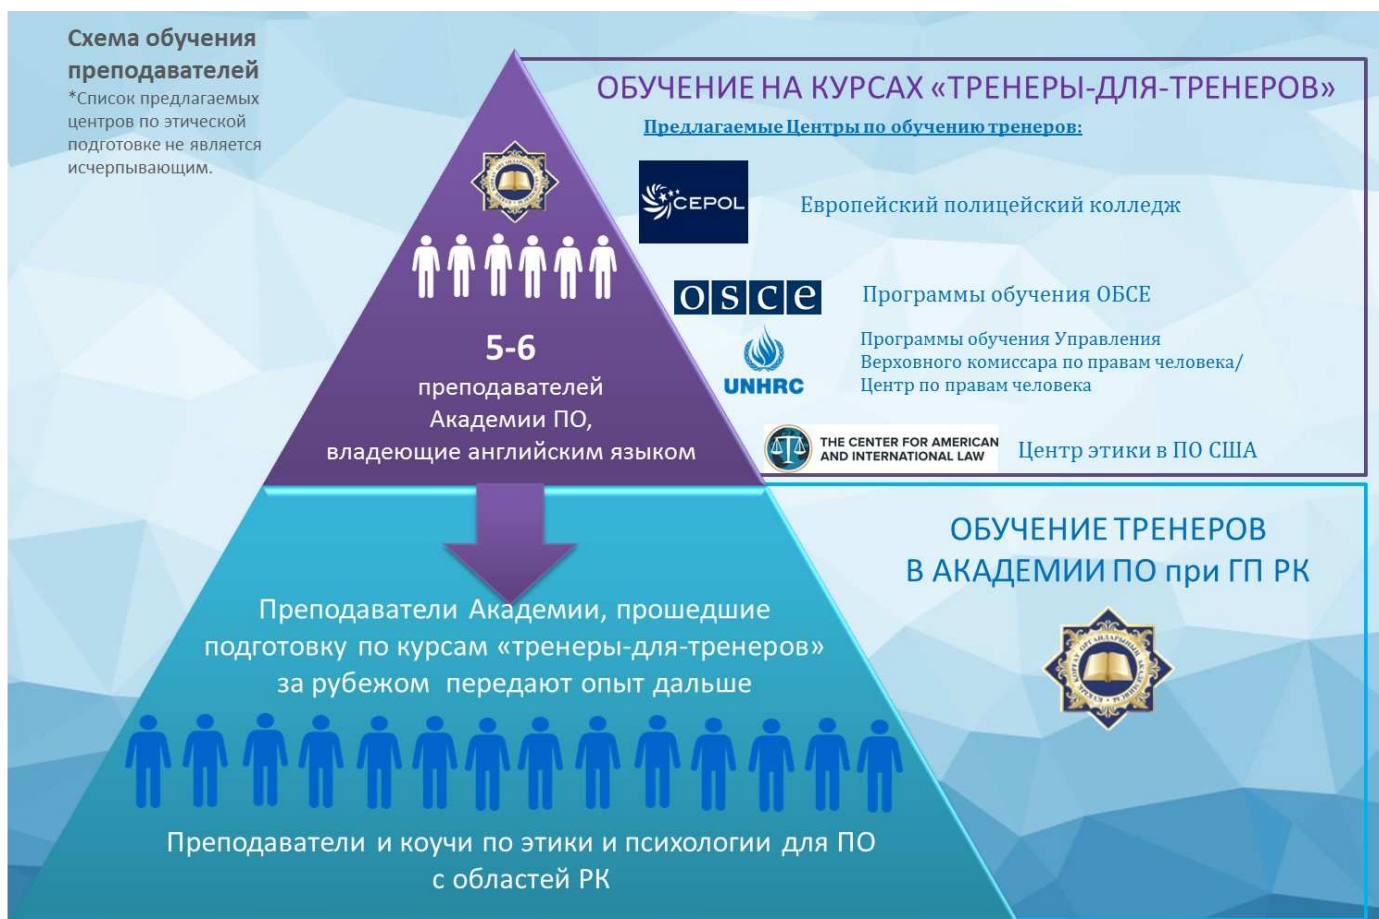 Схема обучения
преподавателей
*Список предлагаемых
центров по этической
подготовке не является
исчерпывающим.
ОБУЧЕНИЕ НА КУРСАХ «ТРЕНЕРЫ-ДЛЯ-ТРЕНЕРОВ»
Предлагаемые Центры по обучению тренеров:
CEPOL
Европейский полицейский колледж
osce
Программы обучения ОБСЕ
UNHRC
Программы обучения Управления
Верховного комиссара по правам человека/
Центр по правам человека
THE CENTER FOR AMERICAN
AND INTERNATIONAL LAW
Центр этики в ПО США
5-6
преподавателей
Академии ПО,
владеющие английским языком
ОБУЧЕНИЕ ТРЕНЕРОВ
В АКАДЕМИИ ПО при ГП РК
Преподаватели Академии, прошедшие
подготовку по курсам «тренеры-для-тренеров»
за рубежом передают опыт дальше
Преподаватели и коучи по этики и психологии для ПО
с областей РК